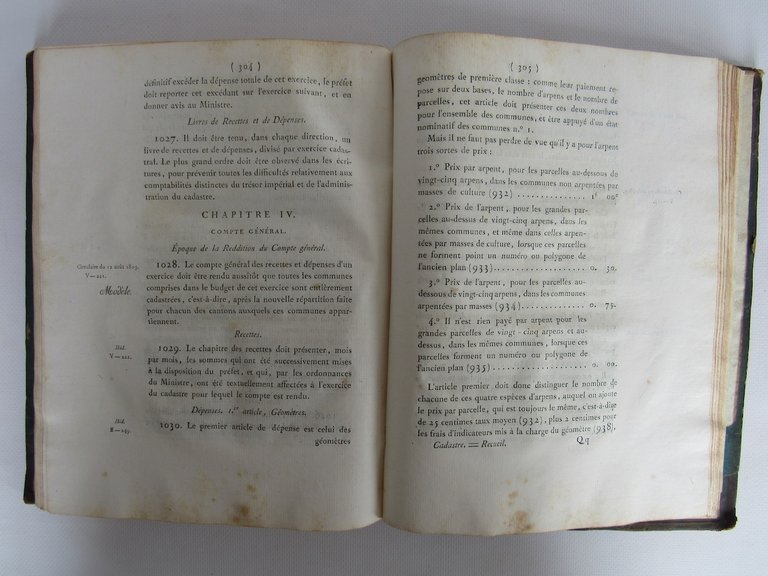 ( 304 )
définitif excéder la dépense totale de cet exercice, le préfet
doit reporter cet excédant sur l'exercice suivant, et en
donner avis au Ministre.
Livres de Recettes et de Dépenses.
1027. Il doit être tenu, dans chaque direction, un
livre de recettes et de dépenses, divisé par exercice cadas-
tral. Le plus grand ordre doit être observé dans les écri-
tures, pour prévenir toutes les difficultés relativement aux
comptabilités distinctes du trésor impérial et de l'adminis-
tration du cadastre.
CHAPITRE IV.
COMPTE GÉNÉRAL.
Époque de la Reddition du Compte général.
Circulaire du 12 août 1809.
V—221.
Modèle.
1028. Le compte général des recettes et dépenses d'un
exercice doit être rendu aussitôt que toutes les communes
comprises dans le budget de cet exercice sont entièrement
cadastrées, c'est-à-dire, après la nouvelle répartition faite
pour chacun des cantons auxquels ces communes appar-
tiennent.
Recettes.
Ibid.
V—222.
1029. Le chapitre des recettes doit présenter, mois
par mois, les sommes qui ont été successivement mises
à la disposition du préfet, et qui, par les ordonnances
du Ministre, ont été textuellement affectées à l'exercice
du cadastre pour lequel le compte est rendu.
Dépenses. 1.er article, Géomètres.
Ibid.
1030. Le premier article de dépense est celui des
géomètres
( 305 )
géomètres de première classe : comme leur paiement re-
pose sur deux bases, le nombre d'arpens et le nombre de
parcelles, cet article doit présenter ces deux nombres
pour l'ensemble des communes, et être appuyé d'un état
nominatif des communes n.° 1.
Mais il ne faut pas perdre de vue qu'il y a pour l'arpent
trois sortes de prix :
1.° Prix par arpent, pour les parcelles au-dessous de
vingt-cinq arpens, dans les communes non arpentées par
masses de culture (932) ............... 1f 00c
2.° Prix de l'arpent, pour les grandes par-
celles au-dessus de vingt-cinq arpens, dans les
mêmes communes, et même dans celles arpen-
tées par masses de culture, lorsque ces parcelles
ne forment point un numéro ou polygone de
l'ancien plan (933)...................... 0. 30.
3.° Prix de l'arpent, pour les parcelles au-
dessous de vingt-cinq arpens, dans les communes
arpentées par masses (934)................ 0. 75.
4.° Il n'est rien payé par arpent pour les
grandes parcelles de vingt-cinq arpens et au-
dessus, dans les mêmes communes, lorsque ces
parcelles forment un numéro ou polygone de
l'ancien plan (935)...................... 0. 00.
L'article premier doit donc distinguer le nombre de
chacune de ces quatre espèces d'arpens, auquel on ajoute
le prix par parcelle, qui est toujours le même, c'est-à-dire
de 25 centimes taux moyen (932), plus 2 centimes pour
les frais d'indicateurs mis à la charge du géomètre (938).
Cadastre. = Recueil. Qq